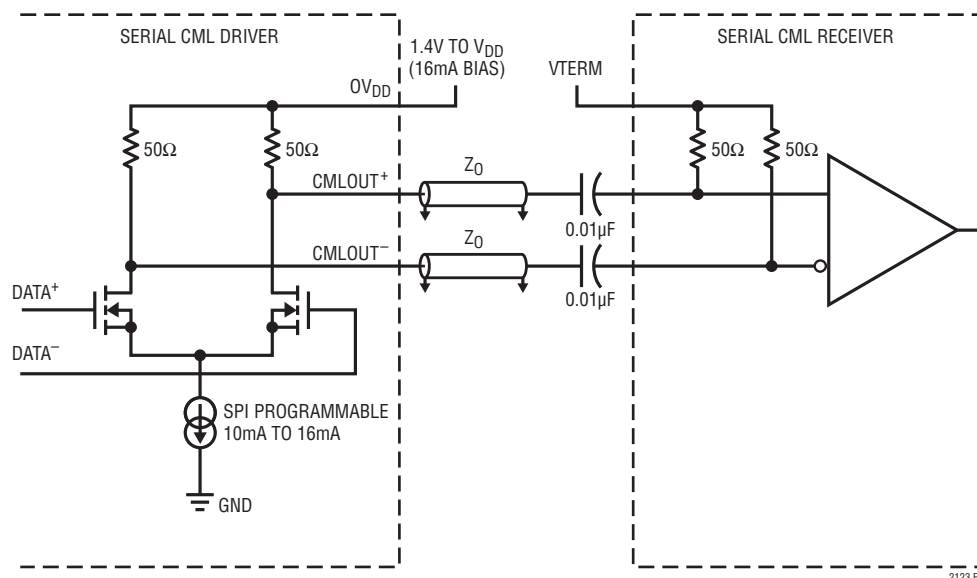 SERIAL CML DRIVER
1.4V TO VDD
(16mA BIAS)
SERIAL CML RECEIVER
OVDD
VTERM
50Ω
50Ω
50Ω
50Ω
CMLOUT+
Z0
0.01µF
CMLOUT–
Z0
0.01µF
DATA+
DATA–
SPI PROGRAMMABLE
10mA TO 16mA
GND